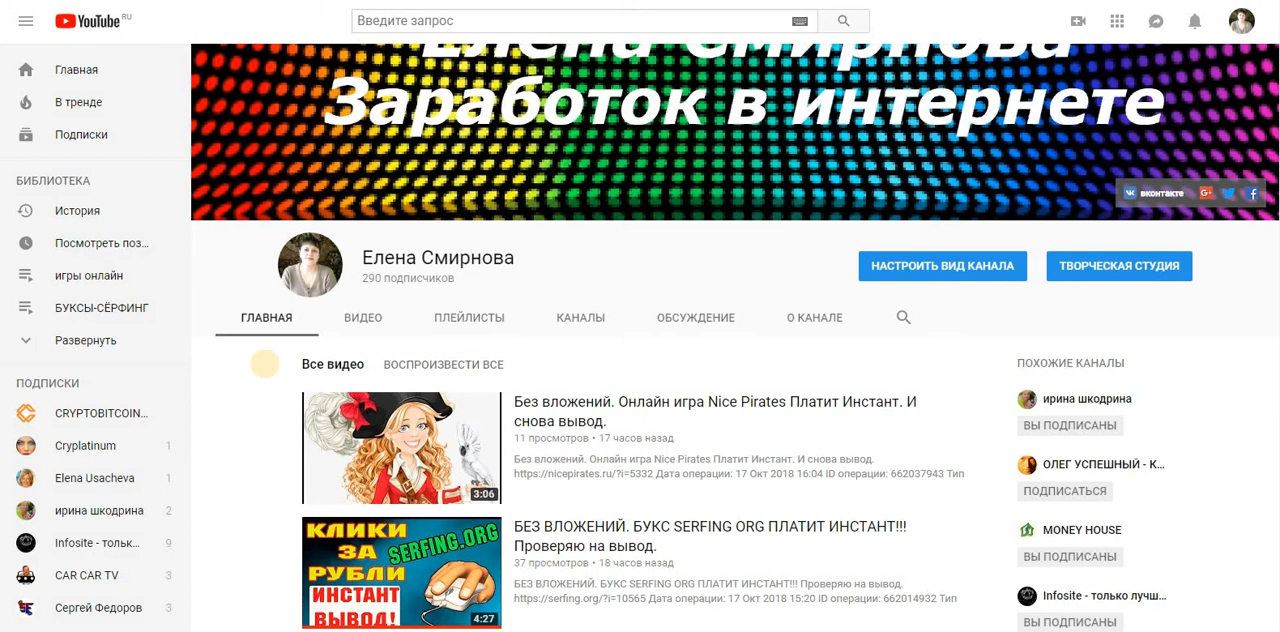 YouTube RU
Введите запрос
Главная
В тренде
Подписки
БИБЛИОТЕКА
История
Посмотреть поз...
игры онлайн
БУКСЫ-СЁРФИНГ
Развернуть
ПОДПИСКИ
CRYPTOBITCOIN...
Cryplatinum 1
Elena Usacheva 1
ирина шкодрина 2
Infosite - тольк... 9
CAR CAR TV 3
Сергей Федоров 3
Елена Смирнова
Заработок в интернете
вконтакте G+
Елена Смирнова
290 подписчиков
НАСТРОИТЬ ВИД КАНАЛА
ТВОРЧЕСКАЯ СТУДИЯ
ГЛАВНАЯ ВИДЕО ПЛЕЙЛИСТЫ КАНАЛЫ ОБСУЖДЕНИЕ О КАНАЛЕ
Все видео ВОСПРОИЗВЕСТИ ВСЕ
3:06
Без вложений. Онлайн игра Nice Pirates Платит Инстант. И
снова вывод.
11 просмотров • 17 часов назад
Без вложений. Онлайн игра Nice Pirates Платит Инстант. И снова вывод.
https://nicepirates.ru/?i=5332 Дата операции: 17 Окт 2018 16:04 ID операции: 662037943 Тип
КЛИКИ
ЗА SERFING.ORG
РУБЛИ
ИНСТАНТ
ВЫВОД!
4:27
БЕЗ ВЛОЖЕНИЙ. БУКС SERFING ORG ПЛАТИТ ИНСТАНТ!!!
Проверяю на вывод.
37 просмотров • 18 часов назад
БЕЗ ВЛОЖЕНИЙ. БУКС SERFING ORG ПЛАТИТ ИНСТАНТ!!! Проверяю на вывод.
https://serfing.org/?i=10565 Дата операции: 17 Окт 2018 15:20 ID операции: 662014932 Тип
ПОХОЖИЕ КАНАЛЫ
ирина шкодрина
ВЫ ПОДПИСАНЫ
ОЛЕГ УСПЕШНЫЙ - К...
ПОДПИСАТЬСЯ
MONEY HOUSE
ВЫ ПОДПИСАНЫ
Infosite - только лучш...
ВЫ ПОДПИСАНЫ